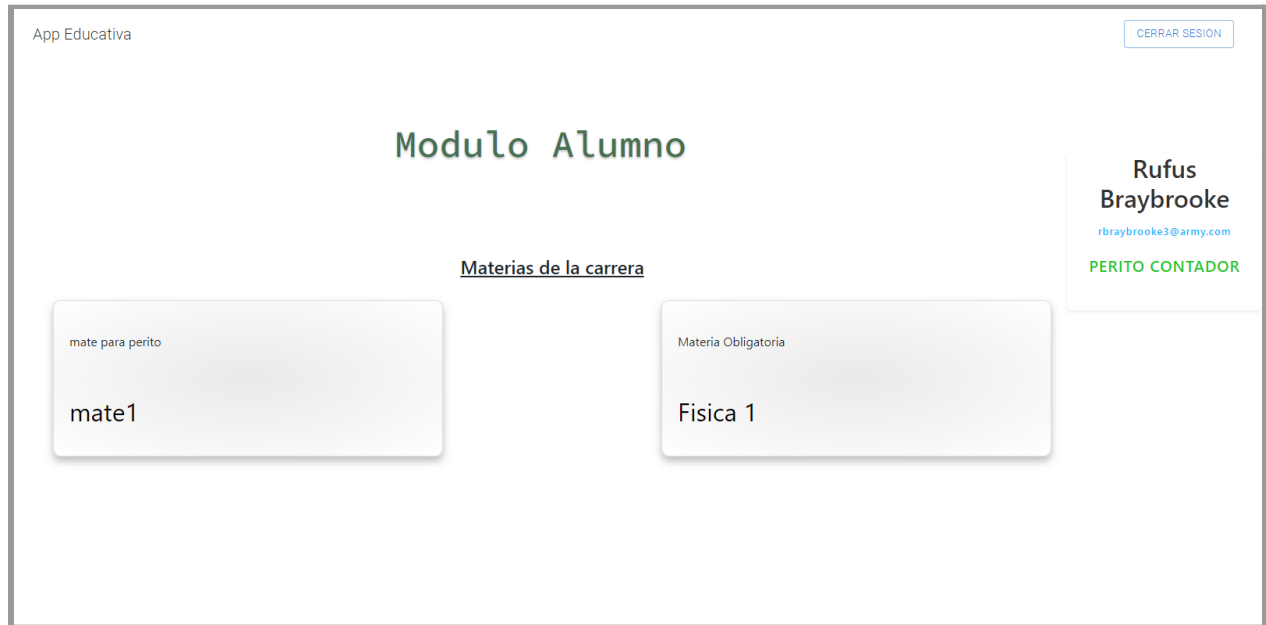 App Educativa
CERRAR SESION
Modulo Alumno
Rufus
Braybrooke
rbraybrooke3@army.com
PERITO CONTADOR
Materias de la carrera
mate para perito
mate1
Materia Obligatoria
Fisica 1